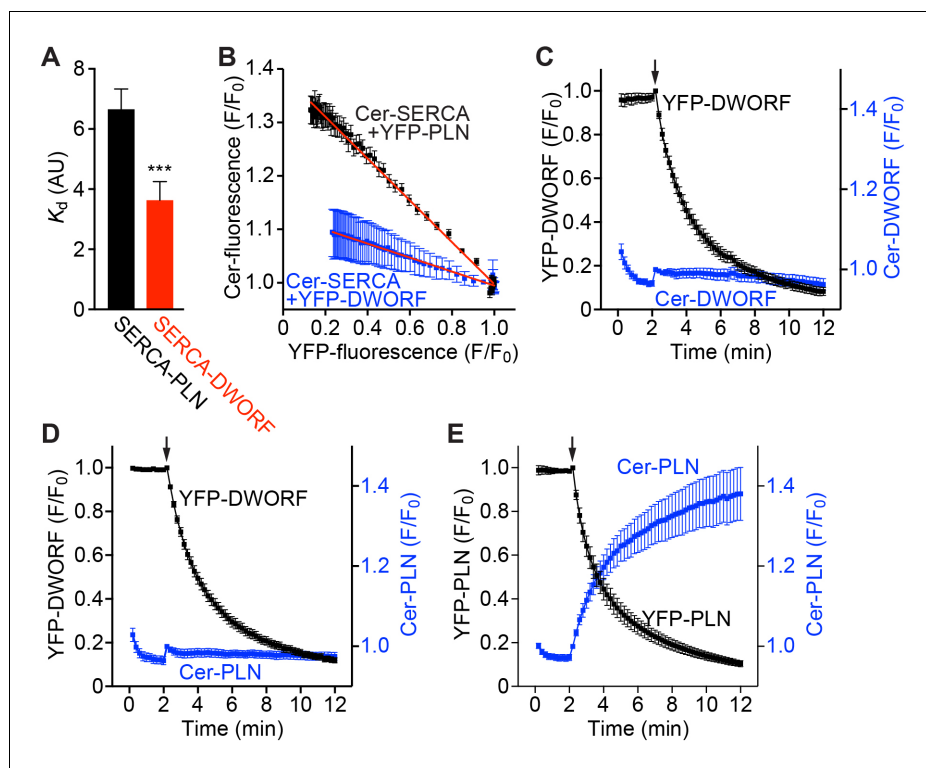 A
Kd (AU)
8
6
4
2
0
***
SERCA-PLN
SERCA-DWORF
B
Cer-fluorescence (F/F0)
1.4
1.3
1.2
1.1
1.0
Cer-SERCA
+YFP-PLN
Cer-SERCA
+YFP-DWORF
0 0.2 0.4 0.6 0.8 1.0
YFP-fluorescence (F/F0)
C
YFP-DWORF (F/F0)
1.0
0.8
0.6
0.4
0.2
0
YFP-DWORF
Cer-DWORF
1.4
1.2
1.0
Cer-DWORF (F/F0)
0 2 4 6 8 10 12
Time (min)
D
YFP-DWORF (F/F0)
1.0
0.8
0.6
0.4
0.2
0
YFP-DWORF
Cer-PLN
1.4
1.2
1.0
Cer-PLN (F/F0)
0 2 4 6 8 10 12
Time (min)
E
YFP-PLN (F/F0)
1.0
0.8
0.6
0.4
0.2
0
Cer-PLN
YFP-PLN
1.4
1.2
1.0
Cer-PLN (F/F0)
0 2 4 6 8 10 12
Time (min)